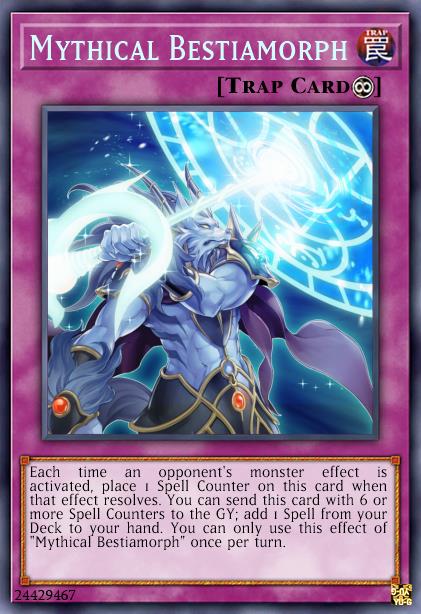 Mythical Bestiamorph
TRAP
罠
[Trap Card]
Each time an opponent's monster effect is
activated, place 1 Spell Counter on this card when
that effect resolves. You can send this card with 6 or
more Spell Counters to the GY; add 1 Spell from your
Deck to your hand. You can only use this effect of
"Mythical Bestiamorph" once per turn.
24429467